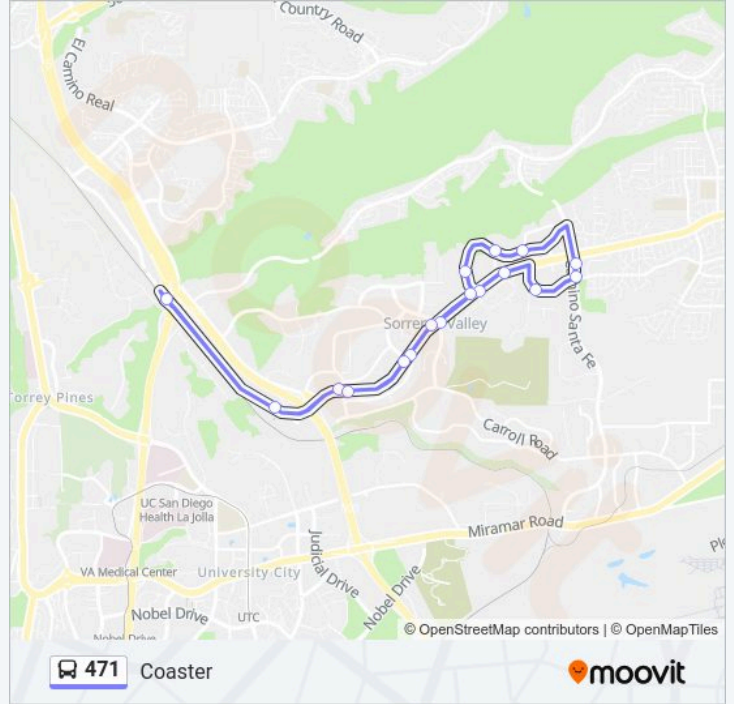 Country Road
El Camino Real
Sorrento Valley
mino Santa Fe
orrey Pines
Carroll Road
UC San Diego
Health La Jolla
Miramar Road
VA Medical Center
University City
Judicial Drive
Nobel Drive
Nobel Drive
UTC
Nobel Drive
© OpenStreetMap contributors | © OpenMapTiles
471 Coaster
moovit